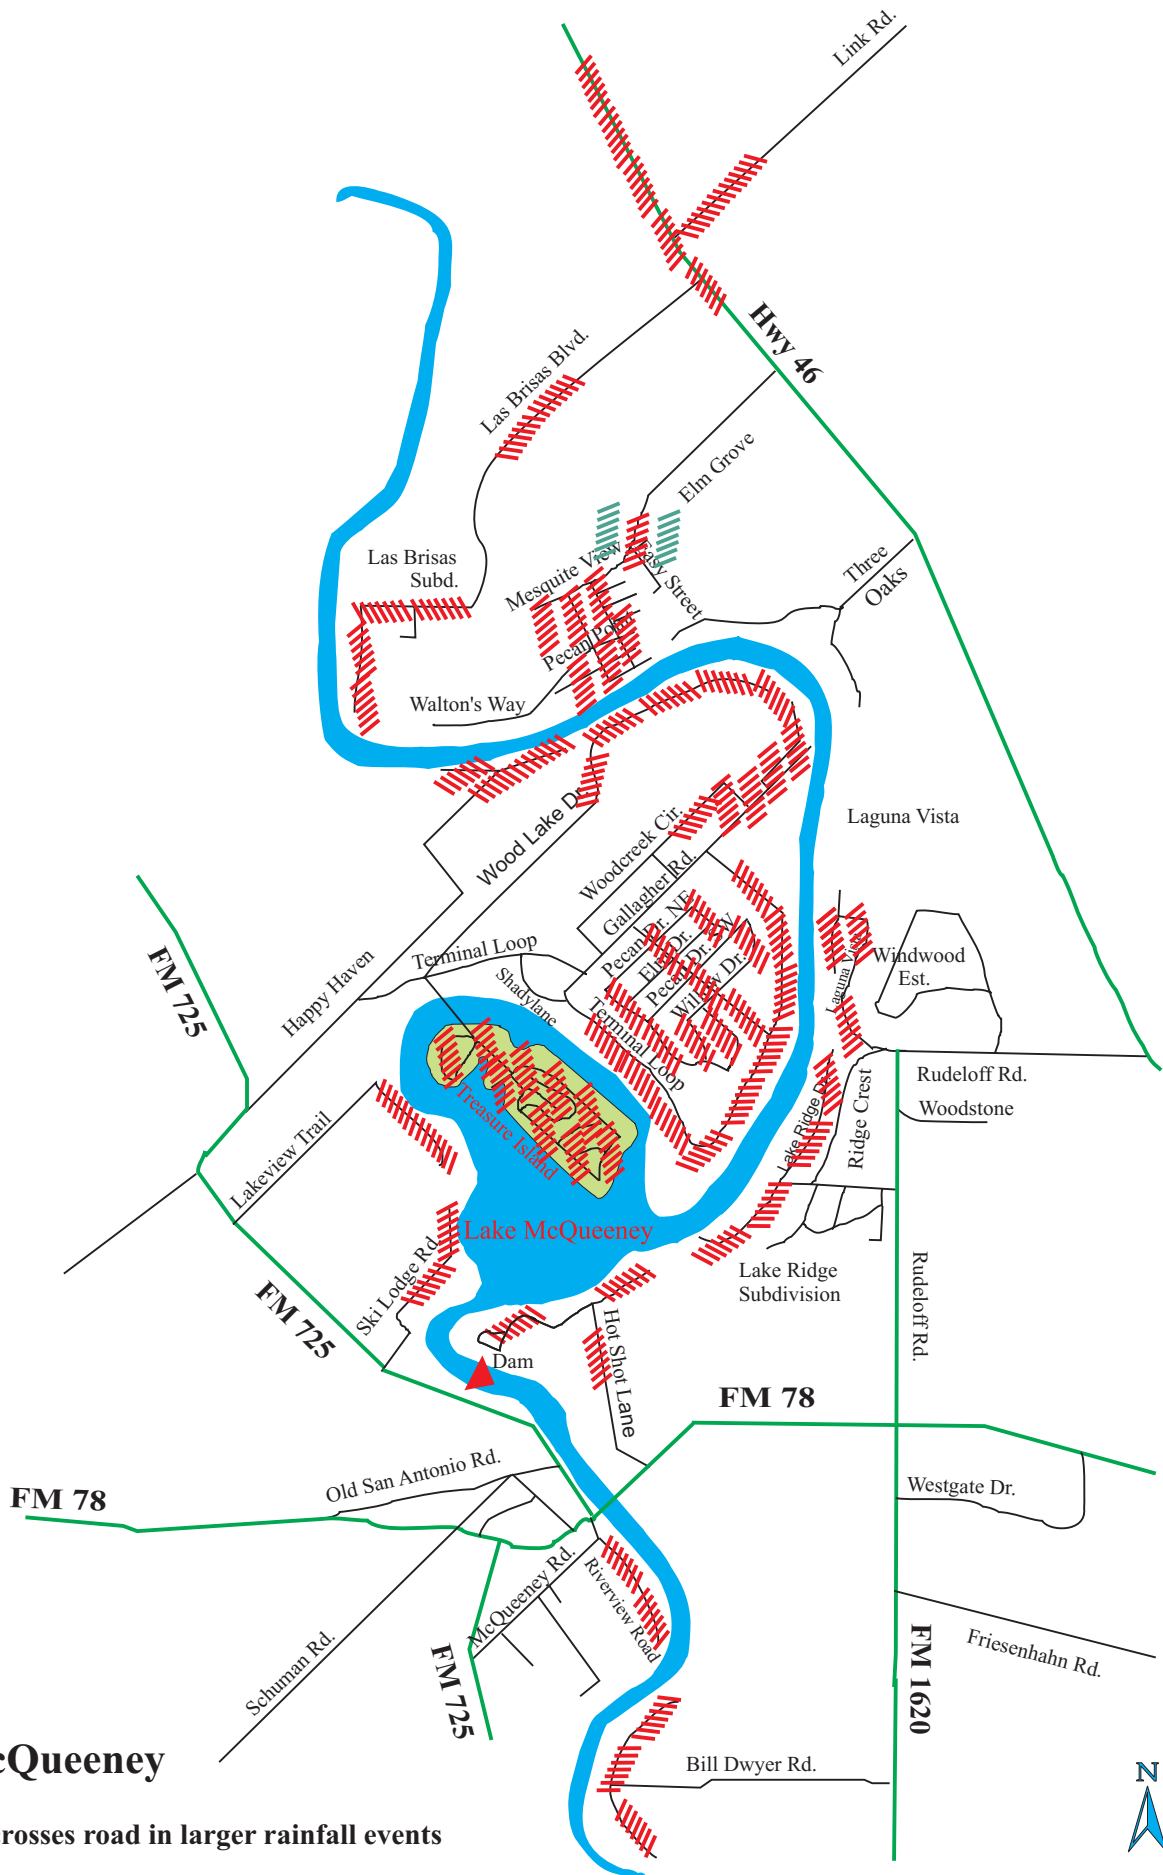 Link Rd.
Hwy 46
Las Brisas Blvd.
Elm Grove
Las Brisas
Subd.
Mesquite View
Easy Street
Three
Oaks
Pecan Point
Walton's Way
Wood Lake Dr.
Laguna Vista
Woodcreek Cir.
Gallagher Rd.
Pecan Dr. NE
Elm Dr.
Pecan Dr. SW
Willow Dr.
Terminal Loop
Happy Haven
Shadylane
Terminal Loop
Laguna Vista
Windwood
Est.
FM 725
Rudeloff Rd.
Woodstone
Treasure Island
Lake Ridge Dr.
Ridge Crest
Lakeview Trail
Lake McQueeney
Ski Lodge Rd
Lake Ridge
Subdivision
Rudeloff Rd.
FM 725
Hot Shot Lane
Dam
FM 78
Old San Antonio Rd.
FM 78
Westgate Dr.
McQueeney Rd.
Riverview Road
Schuman Rd.
FM 725
Friesenhahn Rd.
FM 1620
cQueeney
Bill Dwyer Rd.
N
crosses road in larger rainfall events